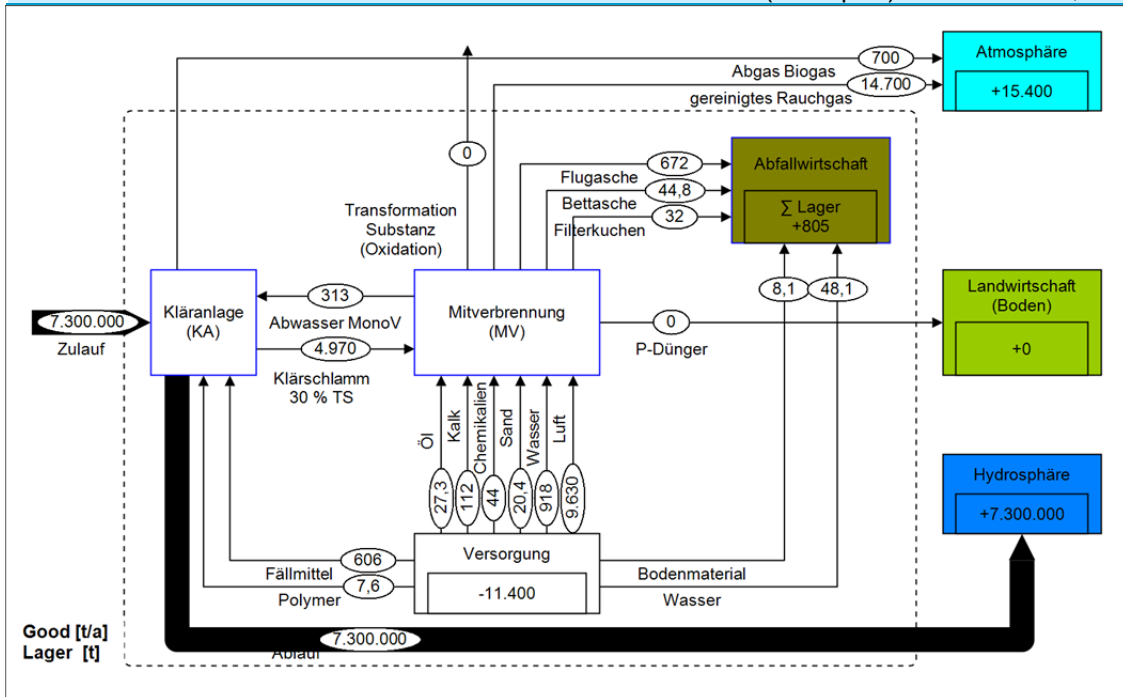 700
Atmosphäre
Abgas Biogas
14.700
gereinigtes Rauchgas
+15.400
0
672
Abfallwirtschaft
Flugasche
44,8
Bettasche
32
Filterkuchen
∑ Lager
+805
Transformation
Substanz
(Oxidation)
8,1
48,1
7.300.000
Zulauf
Kläranlage
(KA)
313
Abwasser MonoV
4.970
Klärschlamm
30 % TS
Mitverbrennung
(MV)
0
P-Dünger
Landwirtschaft
(Boden)
+0
Öl
Kalk
Chemikalien
Sand
Wasser
Luft
27,3
112
44
20,4
918
9.630
Hydrosphäre
+7.300.000
606
Fällmittel
7,6
Polymer
Versorgung
-11.400
Bodenmaterial
Wasser
Good [t/a]
Lager [t]
7.300.000
Ablauf